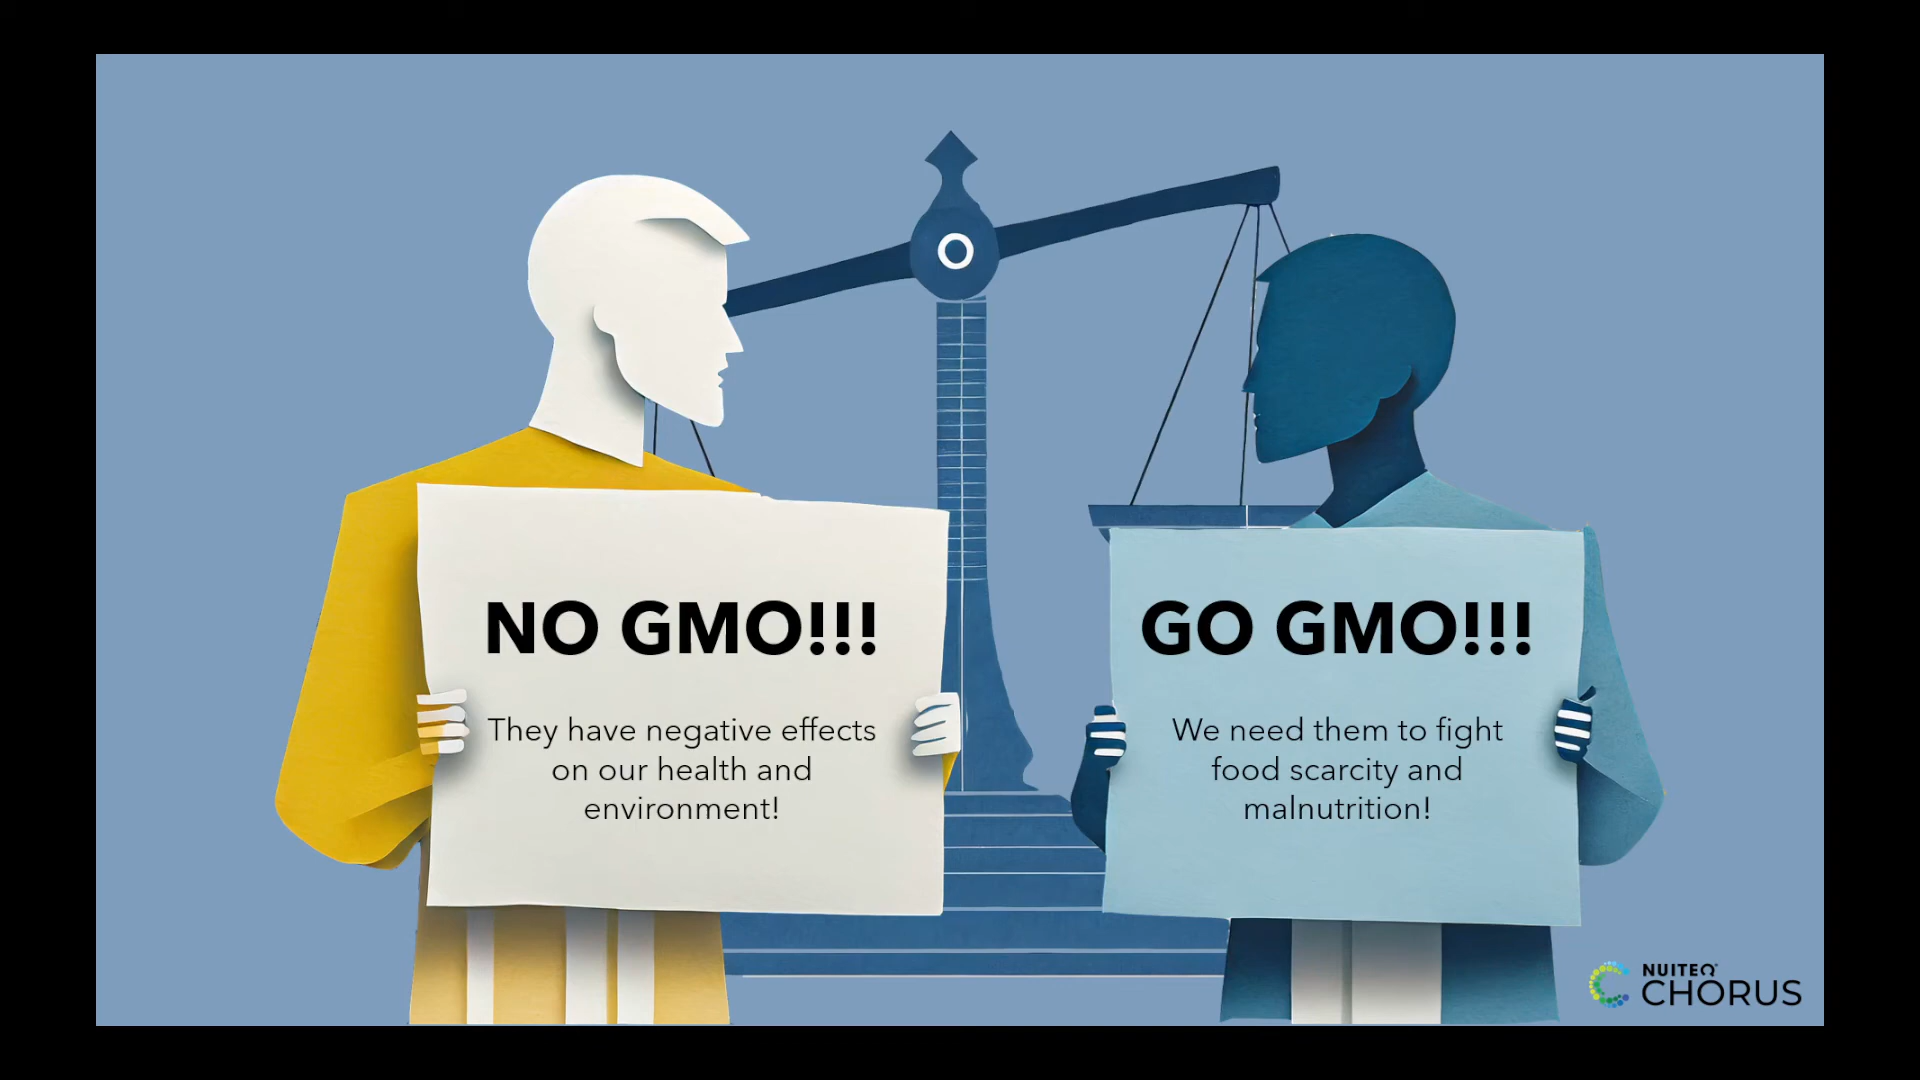 NO GMO!!!
They have negative effects
on our health and
environment!
GO GMO!!!
We need them to fight
food scarcity and
malnutrition!
NUITEQ
CHORUS